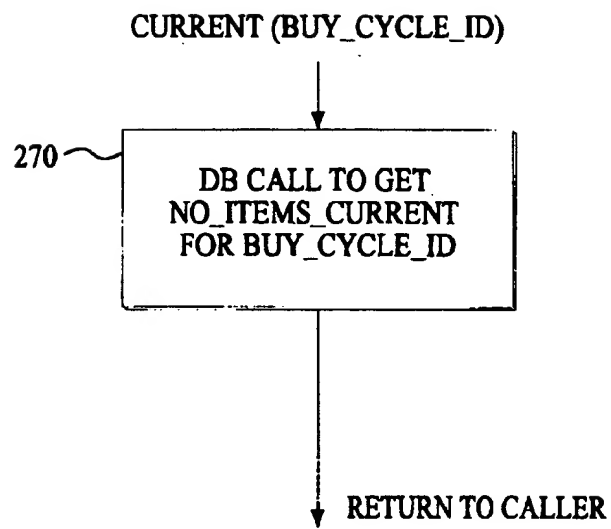 CURRENT (BUY_CYCLE_ID)
270
DB CALL TO GET
NO_ITEMS_CURRENT
FOR BUY_CYCLE_ID
RETURN TO CALLER